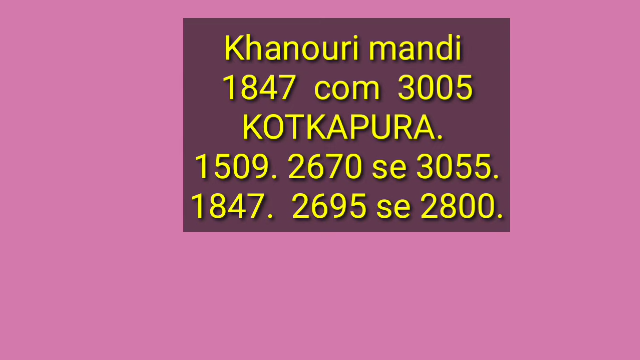 Khanouri mandi
1847 com 3005
KOTKAPURA.
1509. 2670 se 3055.
1847. 2695 se 2800.